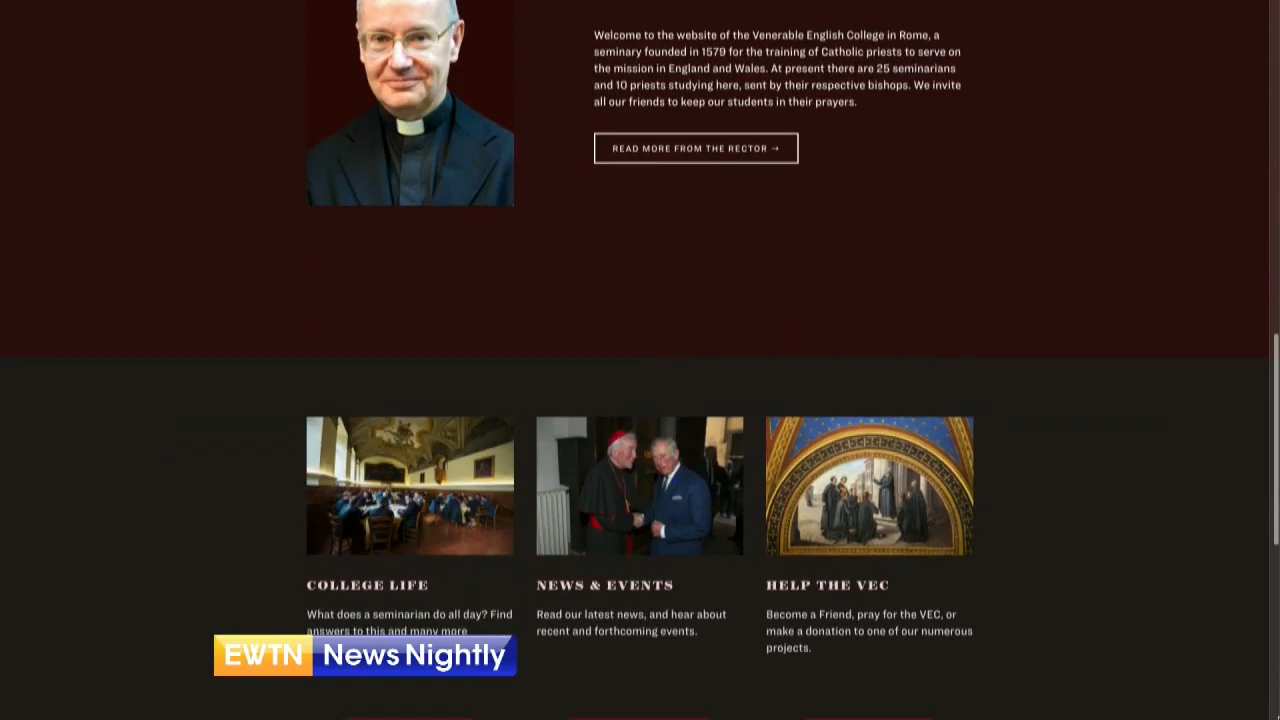 Welcome to the website of the Venerable English College in Rome, a
seminary founded in 1579 for the training of Catholic priests to serve on
the mission in England and Wales. At present there are 25 seminarians
and 10 priests studying here, sent by their respective bishops. We invite
all our friends to keep our students in their prayers.
READ MORE FROM THE RECTOR →
COLLEGE LIFE
What does a seminarian do all day? Find
answers to this and many more
NEWS & EVENTS
Read our latest news, and hear about
recent and forthcoming events.
HELP THE VEC
Become a Friend, pray for the VEC, or
make a donation to one of our numerous
projects.
EWTN News Nightly